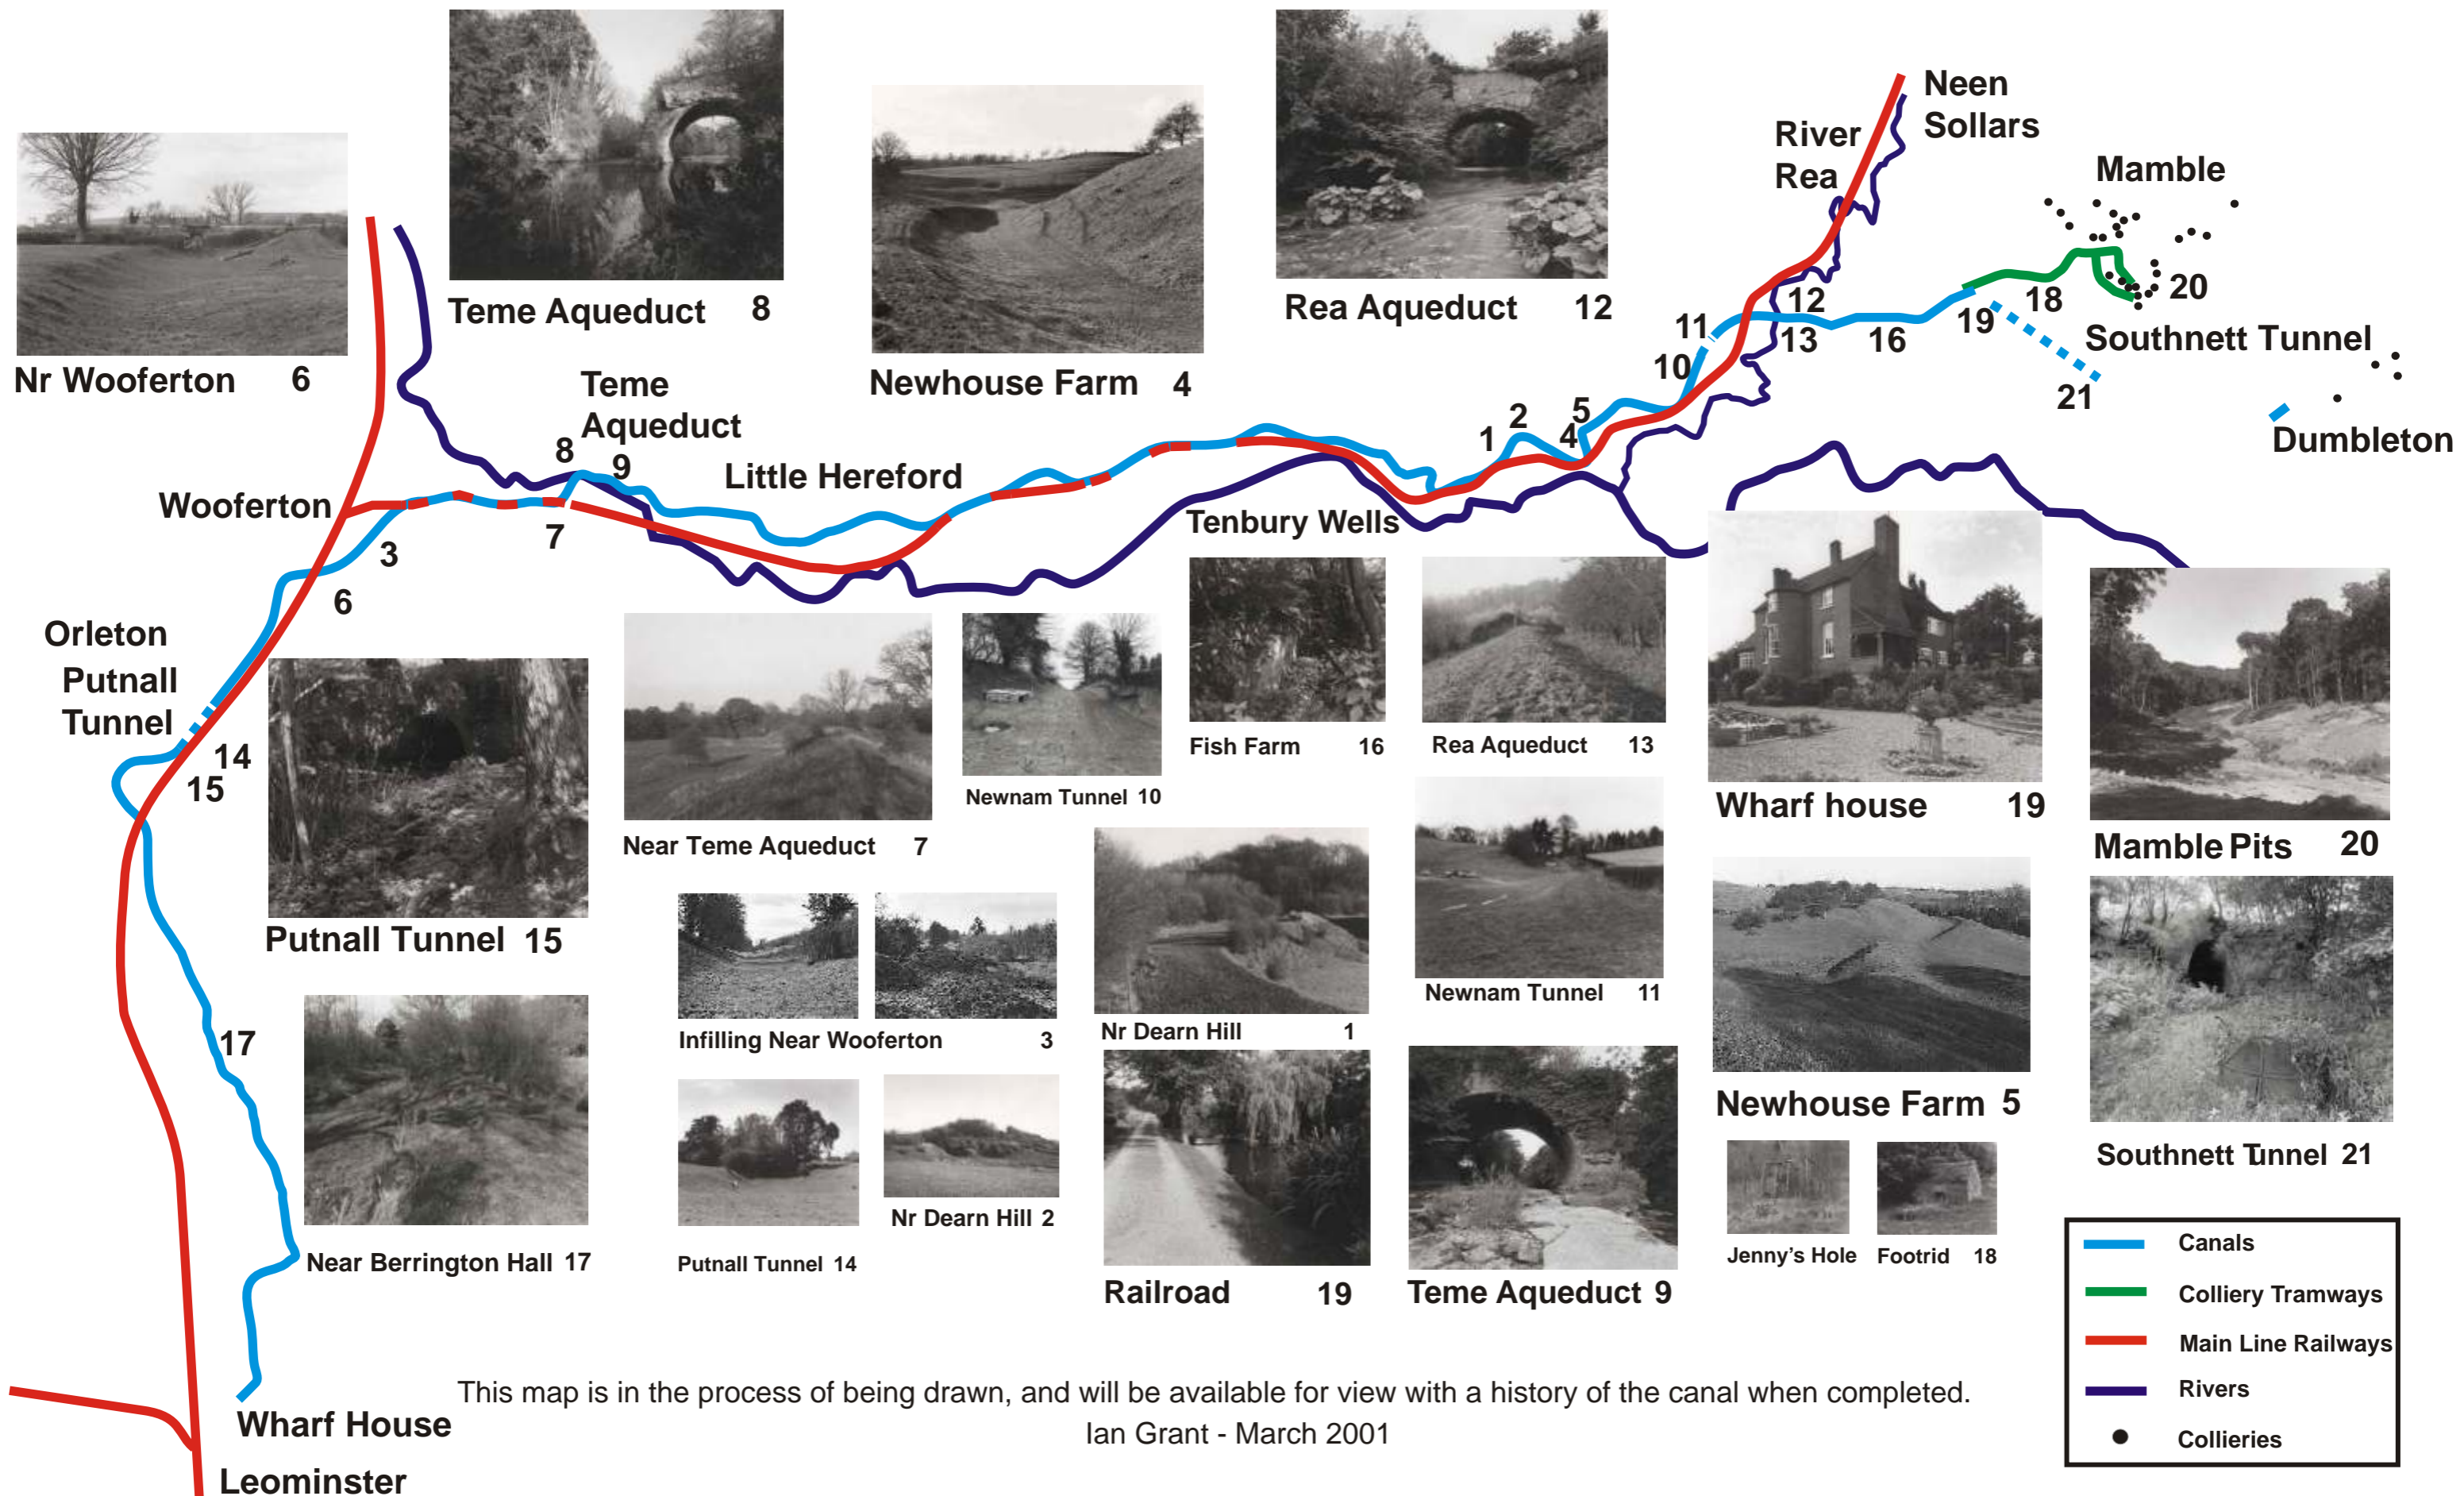 Neen
Sollars
River
Rea
Mamble
Teme Aqueduct 8
Rea Aqueduct 12
12
18
20
11
13
16
19
Southnett Tunnel
Nr Wooferton 6
Teme
Aqueduct
Newhouse Farm 4
10
21
1
2
5
4
Dumbleton
8
9
Little Hereford
Wooferton
7
Tenbury Wells
3
6
Orleton
Putnall
Tunnel
14
15
Fish Farm 16
Rea Aqueduct 13
Newnam Tunnel 10
Wharf house 19
Near Teme Aqueduct 7
Mamble Pits 20
Putnall Tunnel 15
Newnam Tunnel 11
Infilling Near Wooferton 3
Nr Dearn Hill 1
17
Newhouse Farm 5
Southnett Tunnel 21
Nr Dearn Hill 2
Near Berrington Hall 17
Putnall Tunnel 14
Jenny's Hole
Footrid 18
Railroad 19
Teme Aqueduct 9
Canals
Colliery Tramways
Main Line Railways
Rivers
Collieries
This map is in the process of being drawn, and will be available for view with a history of the canal when completed.
Ian Grant - March 2001
Wharf House
Leominster